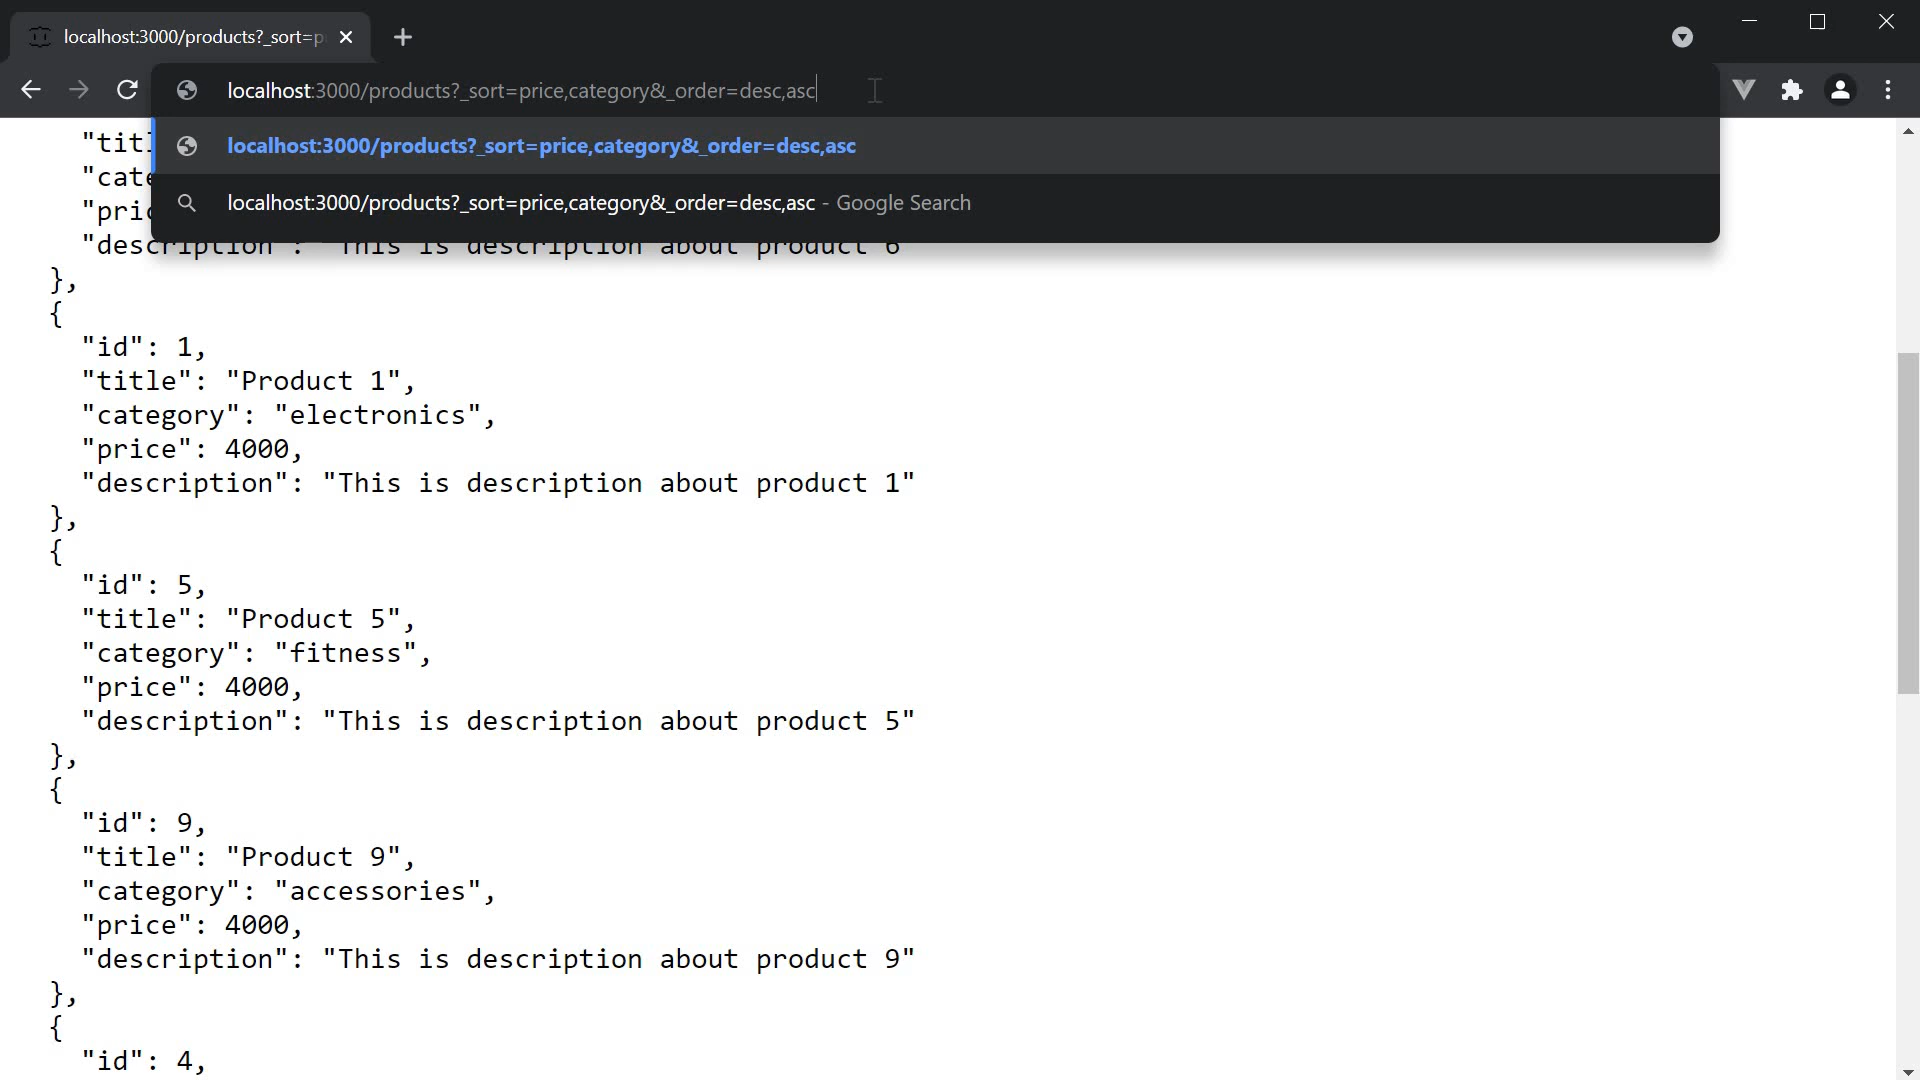 localhost:3000/products?_sort=p
localhost:3000/products?_sort=price,category&_order=desc,asc
localhost:3000/products?_sort=price,category&_order=desc,asc
localhost:3000/products?_sort=price,category&_order=desc,asc - Google Search
"titl
"cate
"pric
"description": "This is description about product 6"
},
{
"id": 1,
"title": "Product 1",
"category": "electronics",
"price": 4000,
"description": "This is description about product 1"
},
{
"id": 5,
"title": "Product 5",
"category": "fitness",
"price": 4000,
"description": "This is description about product 5"
},
{
"id": 9,
"title": "Product 9",
"category": "accessories",
"price": 4000,
"description": "This is description about product 9"
},
{
"id": 4,